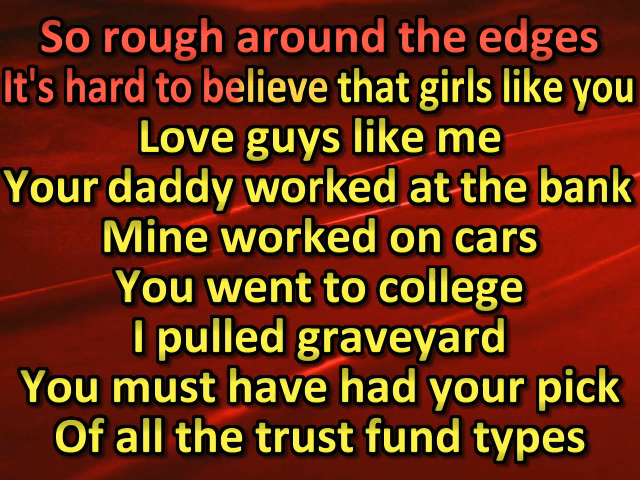 So rough around the edges
It's hard to believe that girls like you
Love guys like me
Your daddy worked at the bank
Mine worked on cars
You went to college
I pulled graveyard
You must have had your pick
Of all the trust fund types